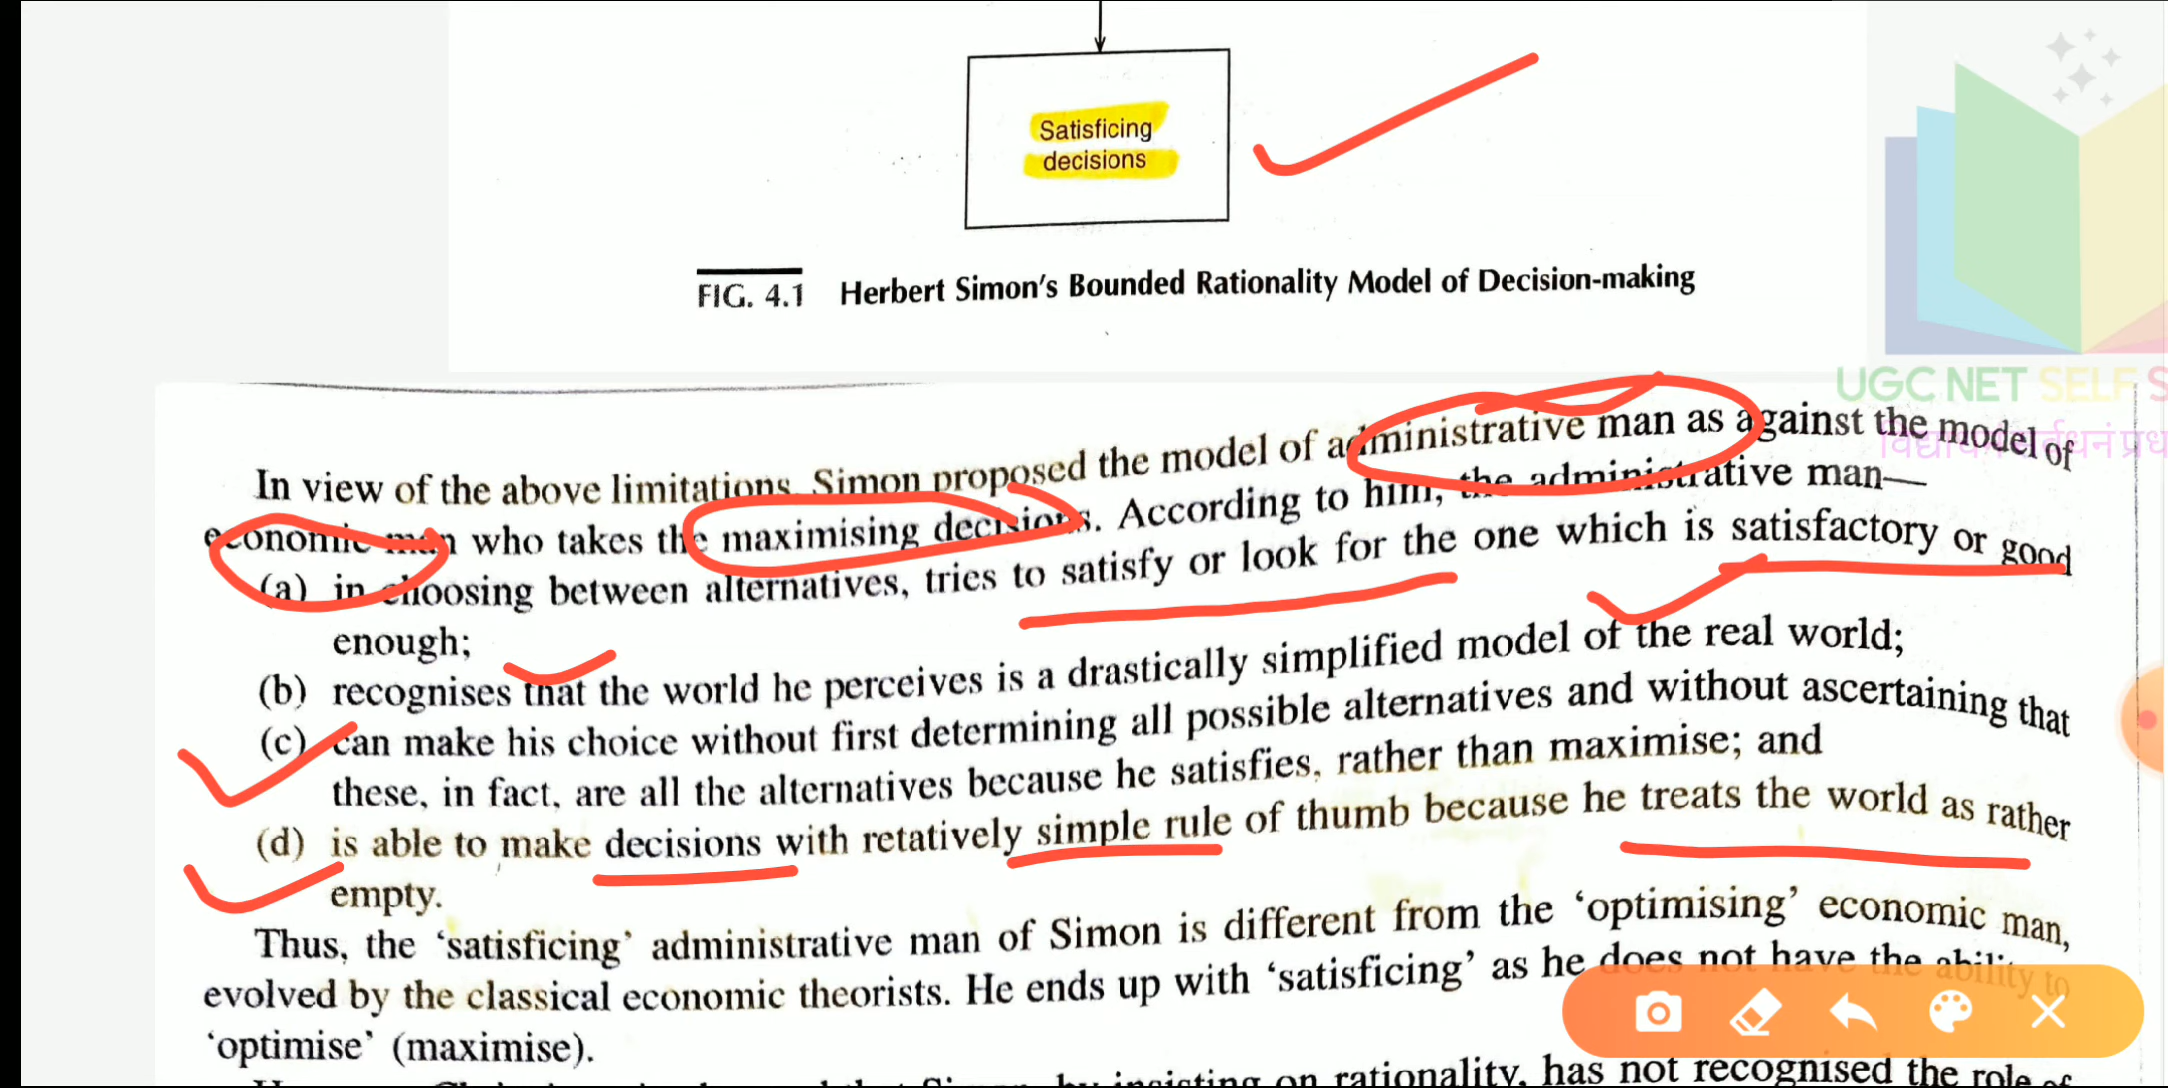 Satisficing
decisions
FIG. 4.1 Herbert Simon's Bounded Rationality Model of Decision-making
UGC NET SELF S
In view of the above limitations, Simon proposed the model of administrative man as against the model of
economic man who takes the maximising decisions. According to him, the administrative man—
(a) in choosing between alternatives, tries to satisfy or look for the one which is satisfactory or good
enough;
(b) recognises that the world he perceives is a drastically simplified model of the real world;
(c) can make his choice without first determining all possible alternatives and without ascertaining that
these, in fact, are all the alternatives because he satisfies, rather than maximise; and
(d) is able to make decisions with retatively simple rule of thumb because he treats the world as rather
empty.
Thus, the ‘satisficing’ administrative man of Simon is different from the ‘optimising’ economic man,
evolved by the classical economic theorists. He ends up with ‘satisficing’ as he does not have the ability to
‘optimise’ (maximise).
on rationality, has not recognised the role of